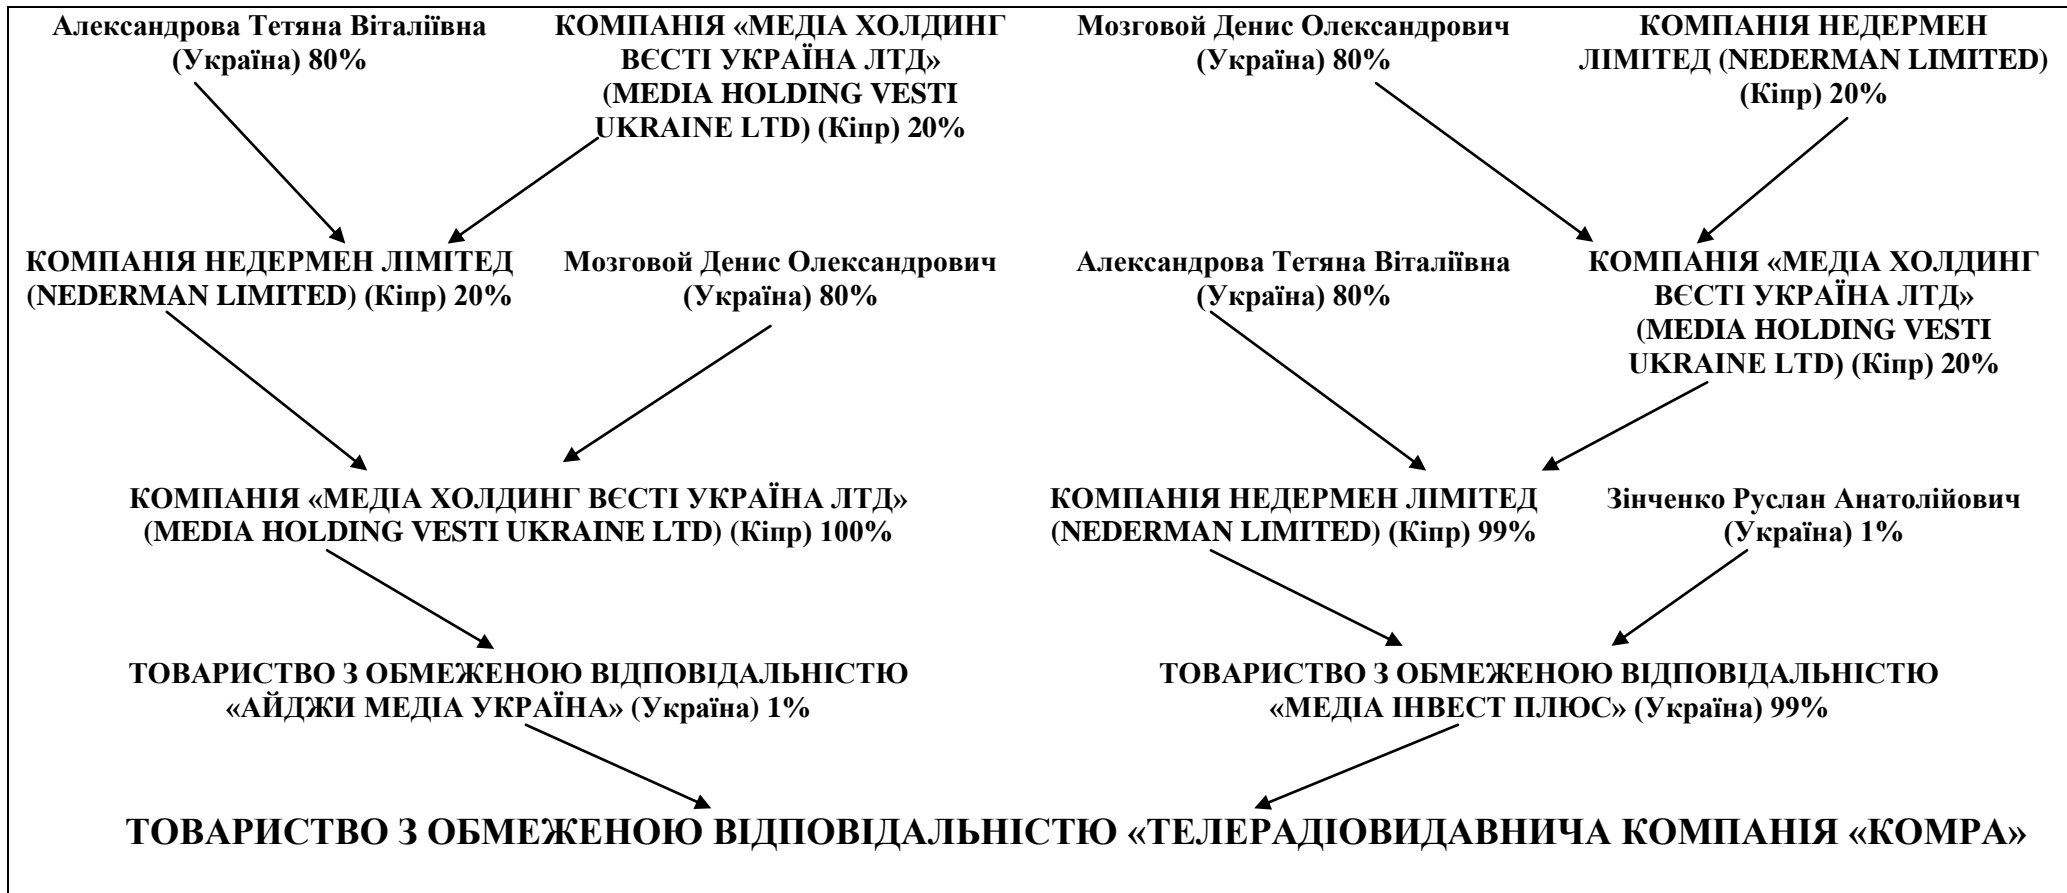 Александрова Тетяна Віталіївна
(Україна) 80%
КОМПАНІЯ «МЕДІА ХОЛДИНГ
ВЄСТІ УКРАЇНА ЛТД»
(MEDIA HOLDING VESTI
UKRAINE LTD) (Кіпр) 20%
Мозговой Денис Олександрович
(Україна) 80%
КОМПАНІЯ НЕДЕРМЕН
ЛІМІТЕД (NEDERMAN LIMITED)
(Кіпр) 20%
КОМПАНІЯ НЕДЕРМЕН ЛІМІТЕД
(NEDERMAN LIMITED) (Кіпр) 20%
Мозговой Денис Олександрович
(Україна) 80%
Александрова Тетяна Віталіївна
(Україна) 80%
КОМПАНІЯ «МЕДІА ХОЛДИНГ
ВЄСТІ УКРАЇНА ЛТД»
(MEDIA HOLDING VESTI
UKRAINE LTD) (Кіпр) 20%
КОМПАНІЯ «МЕДІА ХОЛДИНГ ВЄСТІ УКРАЇНА ЛТД»
(MEDIA HOLDING VESTI UKRAINE LTD) (Кіпр) 100%
КОМПАНІЯ НЕДЕРМЕН ЛІМІТЕД
(NEDERMAN LIMITED) (Кіпр) 99%
Зінченко Руслан Анатолійович
(Україна) 1%
ТОВАРИСТВО З ОБМЕЖЕНОЮ ВІДПОВІДАЛЬНІСТЮ
«АЙДЖИ МЕДІА УКРАЇНА» (Україна) 1%
ТОВАРИСТВО З ОБМЕЖЕНОЮ ВІДПОВІДАЛЬНІСТЮ
«МЕДІА ІНВЕСТ ПЛЮС» (Україна) 99%
ТОВАРИСТВО З ОБМЕЖЕНОЮ ВІДПОВІДАЛЬНІСТЮ «ТЕЛЕРАДІОВИДАВНИЧА КОМПАНІЯ «КОМРА»